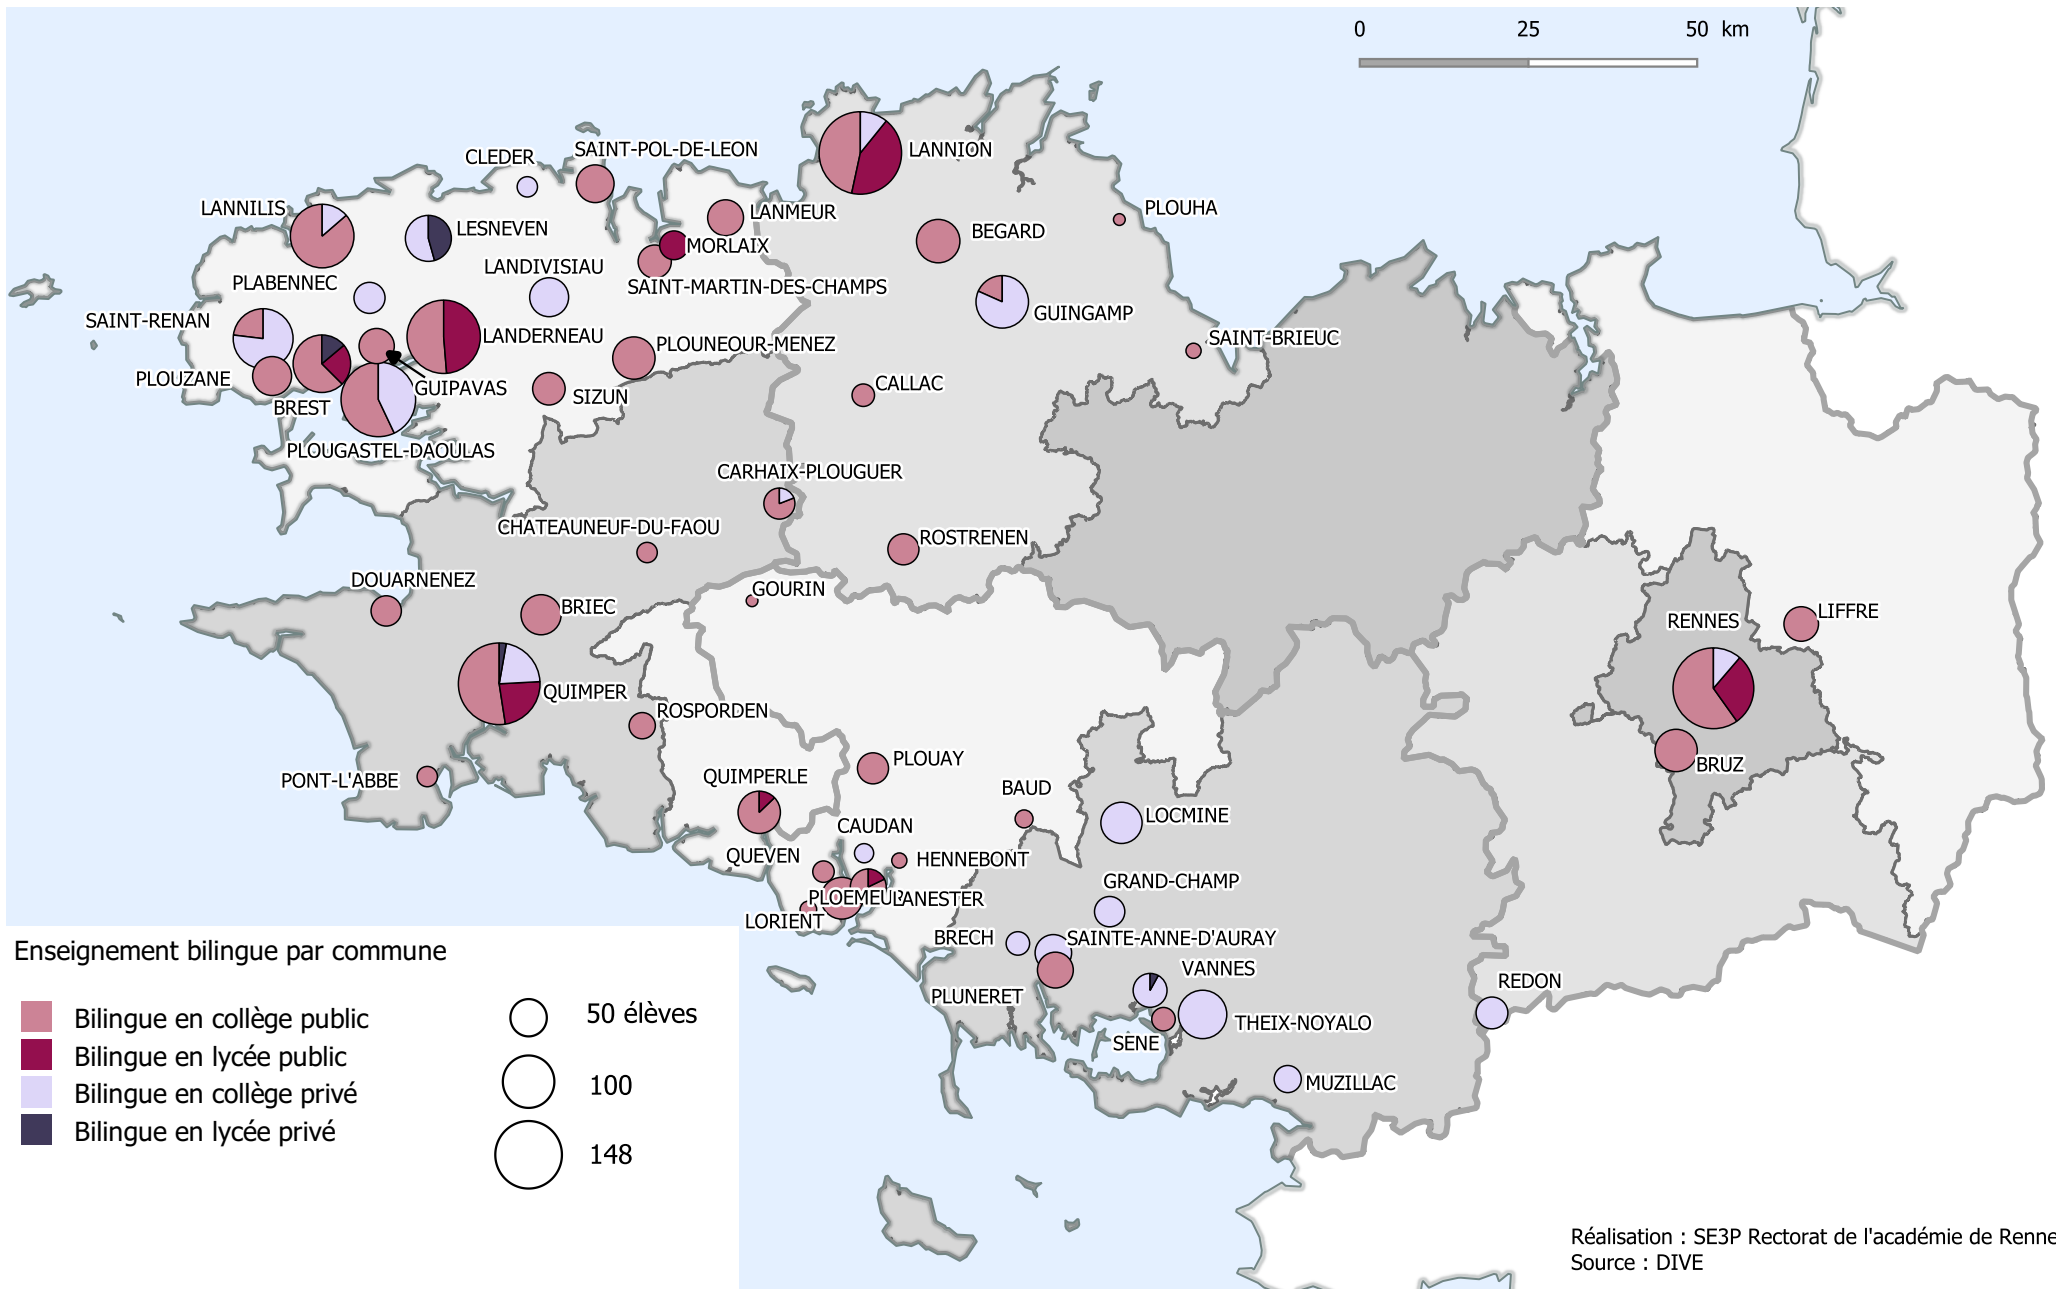 0 25 50 km
CLEDER
SAINT-POL-DE-LEON
LANNION
LANNILIS
LESNEVEN
LANMEUR
PLOUHA
MORLAIX
BEGARD
LANDIVISIAU
PLABENNEC
SAINT-MARTIN-DES-CHAMPS
GUINGAMP
SAINT-RENAN
LANDERNEAU
PLOUNEOUR-MENEZ
SAINT-BRIEUC
PLOUZANE
GUIPAVAS
CALLAC
BREST
SIZUN
PLOUGASTEL-DAOULAS
CARHAIX-PLOUGUER
CHATEAUNEUF-DU-FAOU
ROSTRENEN
DOUARNENEZ
GOURIN
BRIEC
LIFFRE
RENNES
QUIMPER
ROSPORDEN
PLOUAY
BRUZ
PONT-L'ABBE
QUIMPERLE
BAUD
LOCMINE
CAUDAN
QUEVEN
HENNEBONT
GRAND-CHAMP
PLOEMEUR
LANESTER
LORIENT
BRECH
SAINTE-ANNE-D'AURAY
VANNES
REDON
PLUNERET
THEIX-NOYALO
SENE
MUZILLAC
Enseignement bilingue par commune
Bilingue en collège public
Bilingue en lycée public
Bilingue en collège privé
Bilingue en lycée privé
50 élèves
100
148
Réalisation : SE3P Rectorat de l'académie de Renne
Source : DIVE